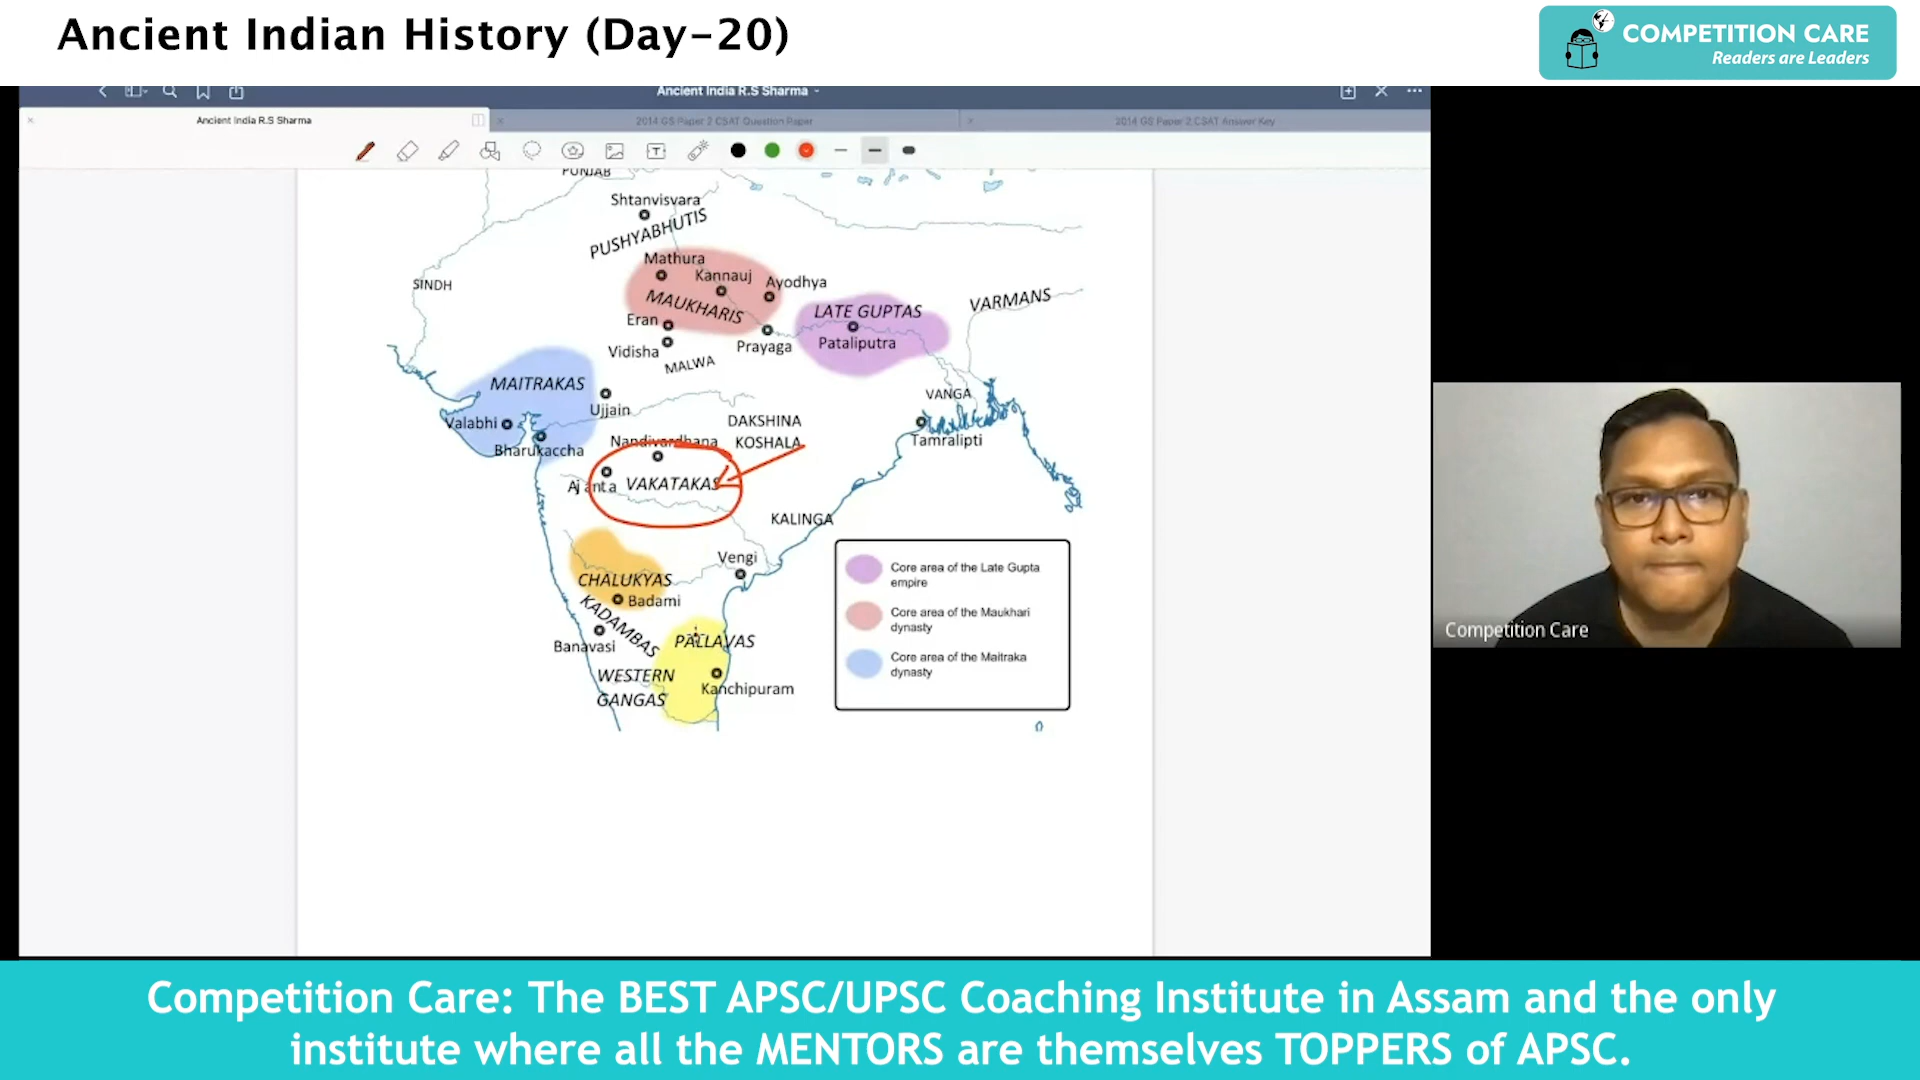 Ancient Indian History (Day-20)
COMPETITION CARE
Readers are Leaders
Ancient India R.S Sharma
Ancient India R.S Sharma
2014 GS Paper 2 CSAT Question Paper
2014 GS Paper 2 CSAT Answer Key
PUNJAB
Shtanvisvara
PUSHYABHUTIS
Mathura
Kannauj
Ayodhya
SINDH
MAUKHARIS
VARMANS
LATE GUPTAS
Eran
Prayaga
Pataliputra
Vidisha
MALWA
MAITRAKAS
VANGA
Ujjain
Valabhi
DAKSHINA
KOSHALA
Tamralipti
Nandivardhana
Bharukaccha
Ajanta
VAKATAKAS
KALINGA
Vengi
CHALUKYAS
Badami
KADAMBAS
Banavasi
PALLAVAS
WESTERN
GANGAS
Kanchipuram
Core area of the Late Gupta
empire
Core area of the Maukhari
dynasty
Core area of the Maitraka
dynasty
Competition Care
Competition Care: The BEST APSC/UPSC Coaching Institute in Assam and the only
institute where all the MENTORS are themselves TOPPERS of APSC.